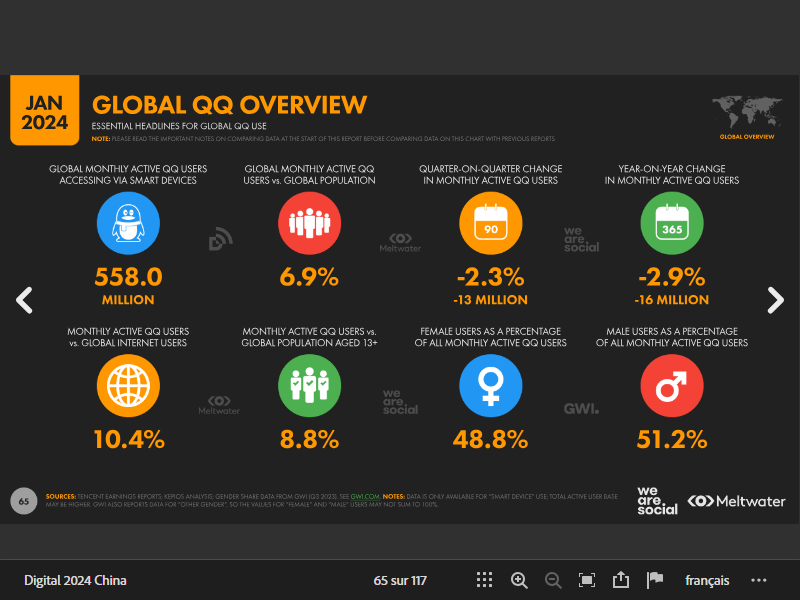 JAN
2024
GLOBAL QQ OVERVIEW
ESSENTIAL HEADLINES FOR GLOBAL QQ USE
NOTE: PLEASE READ THE IMPORTANT NOTES ON COMPARING DATA AT THE START OF THIS REPORT BEFORE COMPARING DATA ON THIS CHART WITH PREVIOUS REPORTS
GLOBAL OVERVIEW
GLOBAL MONTHLY ACTIVE QQ USERS
ACCESSING VIA SMART DEVICES
558.0
MILLION
GLOBAL MONTHLY ACTIVE QQ
USERS vs. GLOBAL POPULATION
6.9%
Meltwater
QUARTER-ON-QUARTER CHANGE
IN MONTHLY ACTIVE QQ USERS
90
-2.3%
-13 MILLION
we
are.
social
YEAR-ON-YEAR CHANGE
IN MONTHLY ACTIVE QQ USERS
365
-2.9%
-16 MILLION
MONTHLY ACTIVE QQ USERS
vs. GLOBAL INTERNET USERS
10.4%
Meltwater
MONTHLY ACTIVE QQ USERS vs.
GLOBAL POPULATION AGED 13+
8.8%
we
are.
social
FEMALE USERS AS A PERCENTAGE
OF ALL MONTHLY ACTIVE QQ USERS
48.8%
GWI.
MALE USERS AS A PERCENTAGE
OF ALL MONTHLY ACTIVE QQ USERS
51.2%
65
SOURCES: TENCENT EARNINGS REPORTS; KEPIOS ANALYSIS; GENDER SHARE DATA FROM GWI (Q3 2023). SEE GWI.COM. NOTES: DATA IS ONLY AVAILABLE FOR "SMART DEVICE" USE; TOTAL ACTIVE USER BASE
MAY BE HIGHER. GWI ALSO REPORTS DATA FOR "OTHER GENDER", SO THE VALUES FOR "FEMALE" AND "MALE" USERS MAY NOT SUM TO 100%.
we
are.
social
Meltwater
Digital 2024 China
65 sur 117
français